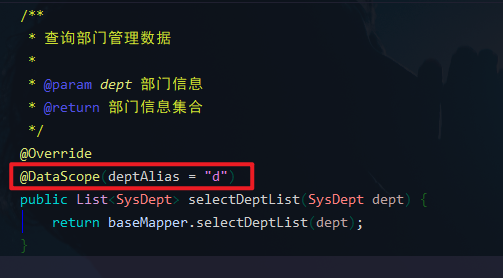 /**
 * 查询部门管理数据
 *
 * @param dept 部门信息
 * @return 部门信息集合
 */
@Override
@DataScope(deptAlias = "d")
public List<SysDept> selectDeptList(SysDept dept) {
    return baseMapper.selectDeptList(dept);
}